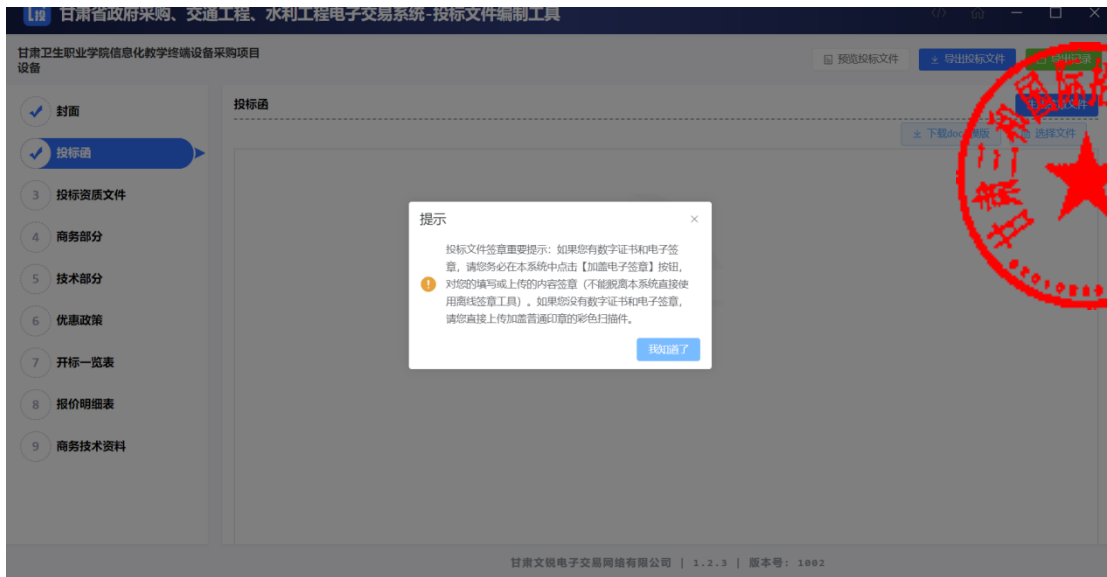 甘肃省政府采购、交通工程、水利工程电子交易系统-投标文件编制工具
甘肃卫生职业学院信息化教学终端设备采购项目
设备
预览投标文件
导出投标文件
导出目录
封面
投标函
3 投标资质文件
4 商务部分
5 技术部分
6 优惠政策
7 开标一览表
8 报价明细表
9 商务技术资料
投标函
选择文件
提示
投标文件签章重要提示：如果您有数字证书和电子签
章，请您务必在本系统中点击【加盖电子签章】按钮，
对您的填写或上传的内容签章（不能脱离本系统直接使
用离线签章工具）。如果您没有数字证书和电子签章，
请您直接上传加盖普通印章的彩色扫描件。
我知道了
甘肃文锐电子交易网络有限公司 | 1.2.3 | 版本号: 1002